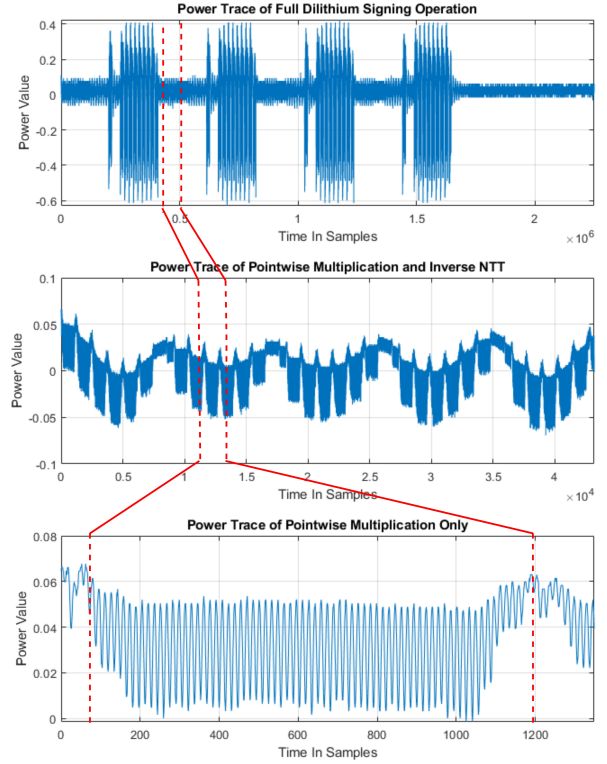 Power Trace of Full Dilithium Signing Operation
0.4
0.2
0
-0.2
-0.4
-0.6
Power Value
0 0.5 1 1.5 2
Time In Samples
×10⁶
Power Trace of Pointwise Multiplication and Inverse NTT
0.1
0.05
0
-0.05
-0.1
Power Value
0 0.5 1 1.5 2 2.5 3 3.5 4
Time In Samples
×10⁴
Power Trace of Pointwise Multiplication Only
0.08
0.06
0.04
0.02
0
Power Value
0 200 400 600 800 1000 1200
Time In Samples